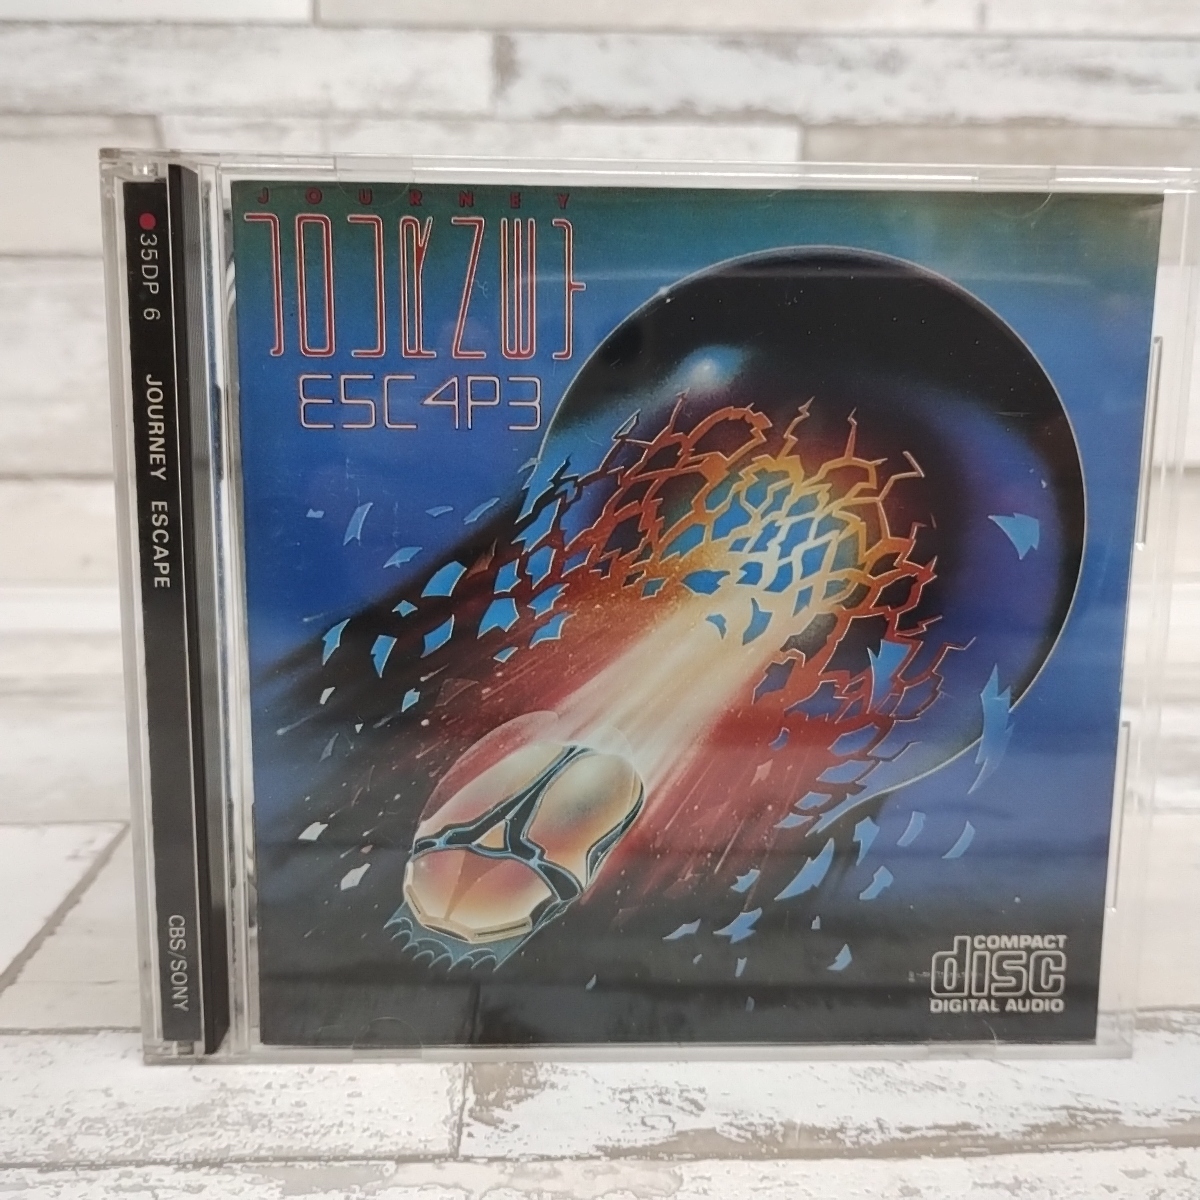 ●35DP 6 JOURNEY ESCAPE CBS/SONY
JOURNEY
ESC4P3
COMPACT
disc
DIGITAL AUDIO